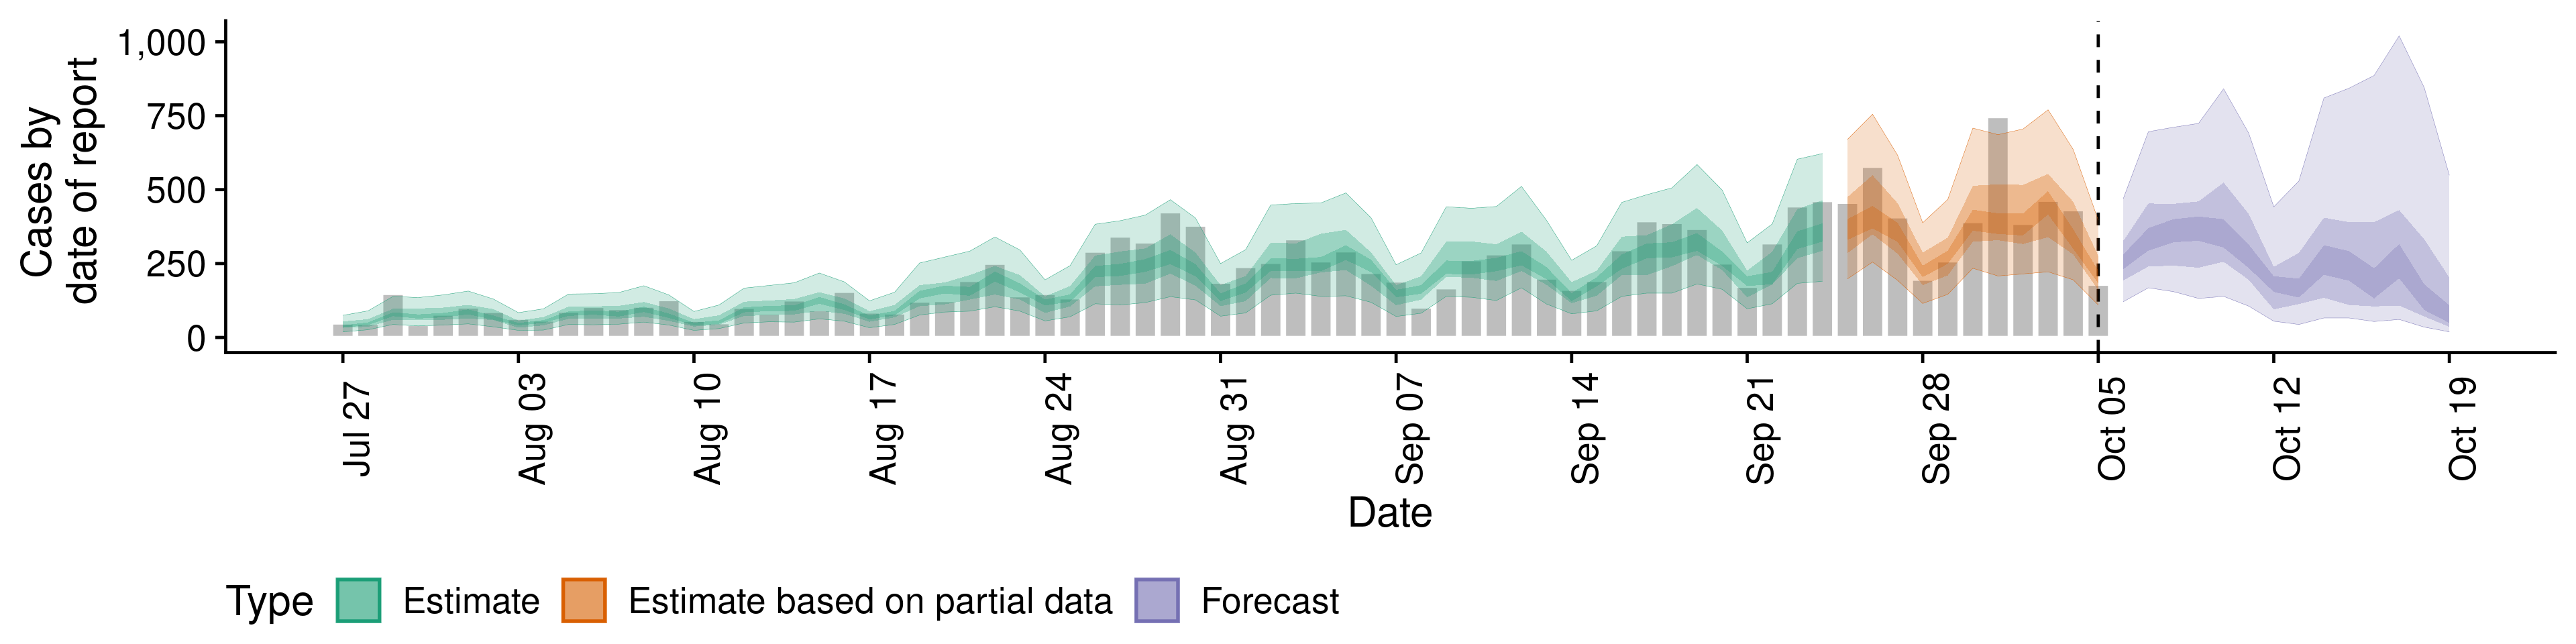 Cases by
date of report
1,000
750
500
250
0
Jul 27
Aug 03
Aug 10
Aug 17
Aug 24
Aug 31
Sep 07
Sep 14
Sep 21
Sep 28
Oct 05
Oct 12
Oct 19
Date
Type Estimate Estimate based on partial data Forecast